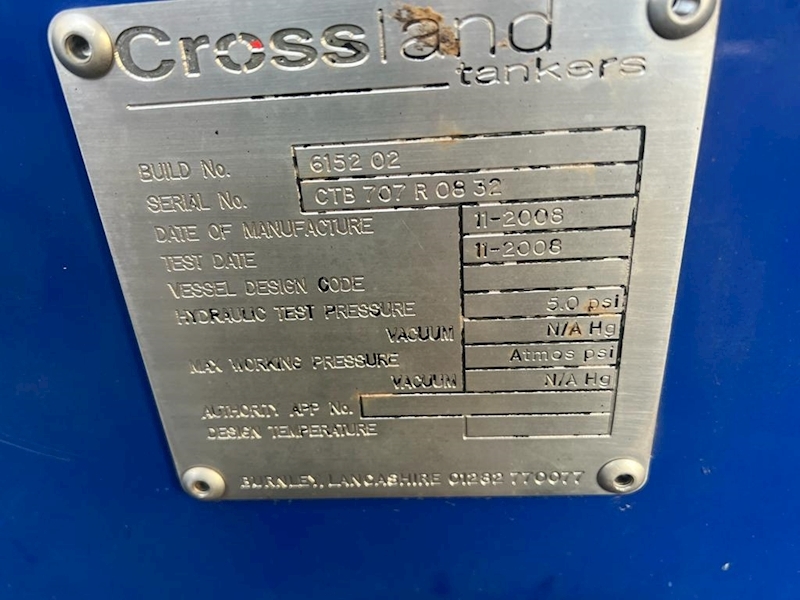 Crossland
tankers
BUILD No. 6152 02
SERIAL No. CTB 707 R 08 32
DATE OF MANUFACTURE 11-2008
TEST DATE 11-2008
VESSEL DESIGN CODE
HYDRAULIC TEST PRESSURE 5.0 psi
VACUUM N/A Hg
MAX WORKING PRESSURE Atmos psi
VACUUM N/A Hg
AUTHORITY APP No.
DESIGN TEMPERATURE
BURNLEY, LANCASHIRE 01282 770077